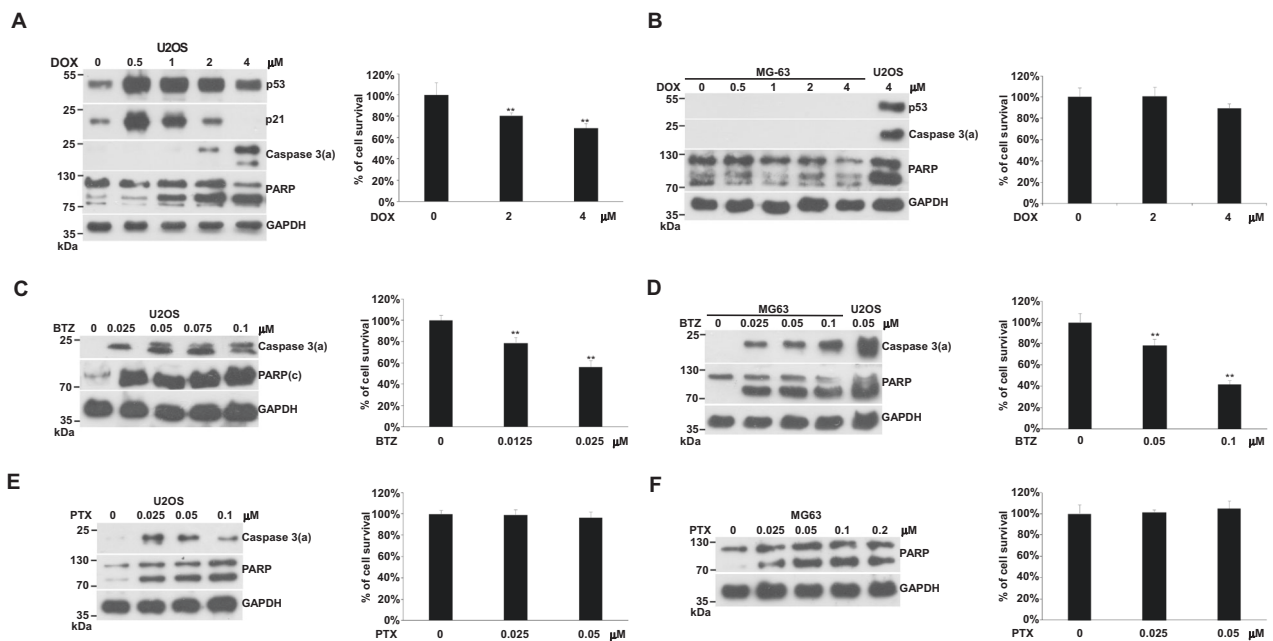 A
U2OS
DOX 0 0.5 1 2 4 μM
55
p53
25
p21
25
Caspase 3(a)
130
PARP
75
GAPDH
35
kDa
% of cell survival
120%
100%
80%
60%
40%
20%
0%
** **
DOX 0 2 4 μM
B
MG-63 U2OS
DOX 0 0.5 1 2 4 4 μM
55
p53
25
Caspase 3(a)
130
PARP
70
GAPDH
35
kDa
% of cell survival
120%
100%
80%
60%
40%
20%
0%
DOX 0 2 4 μM
C
U2OS
BTZ 0 0.025 0.05 0.075 0.1 μM
25
Caspase 3(a)
PARP(c)
70
GAPDH
35
kDa
% of cell survival
120%
100%
80%
60%
40%
20%
0%
** **
BTZ 0 0.0125 0.025 μM
D
MG63 U2OS
BTZ 0 0.025 0.05 0.1 0.05 μM
25
Caspase 3(a)
130
PARP
70
GAPDH
35
kDa
% of cell survival
120%
100%
80%
60%
40%
20%
0%
** **
BTZ 0 0.05 0.1 μM
E
U2OS
PTX 0 0.025 0.05 0.1 μM
25
Caspase 3(a)
130
PARP
70
GAPDH
35
kDa
% of cell survival
120%
100%
80%
60%
40%
20%
0%
PTX 0 0.025 0.05 μM
F
MG63
PTX 0 0.025 0.05 0.1 0.2 μM
130
PARP
70
GAPDH
35
kDa
% of cell survival
120%
100%
80%
60%
40%
20%
0%
PTX 0 0.025 0.05 μM